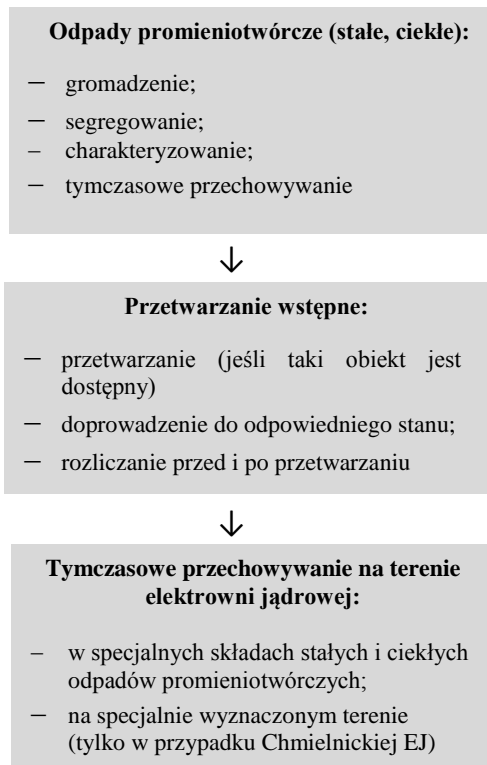 Odpady promieniotwórcze (stałe, ciekłe):
– gromadzenie;
– segregowanie;
– charakteryzowanie;
– tymczasowe przechowywanie
↓
Przetwarzanie wstępne:
– przetwarzanie (jeśli taki obiekt jest
dostępny)
– doprowadzenie do odpowiedniego stanu;
– rozliczanie przed i po przetwarzaniu
↓
Tymczasowe przechowywanie na terenie
elektrowni jądrowej:
– w specjalnych składach stałych i ciekłych
odpadów promieniotwórczych;
– na specjalnie wyznaczonym terenie
(tylko w przypadku Chmielnickiej EJ)